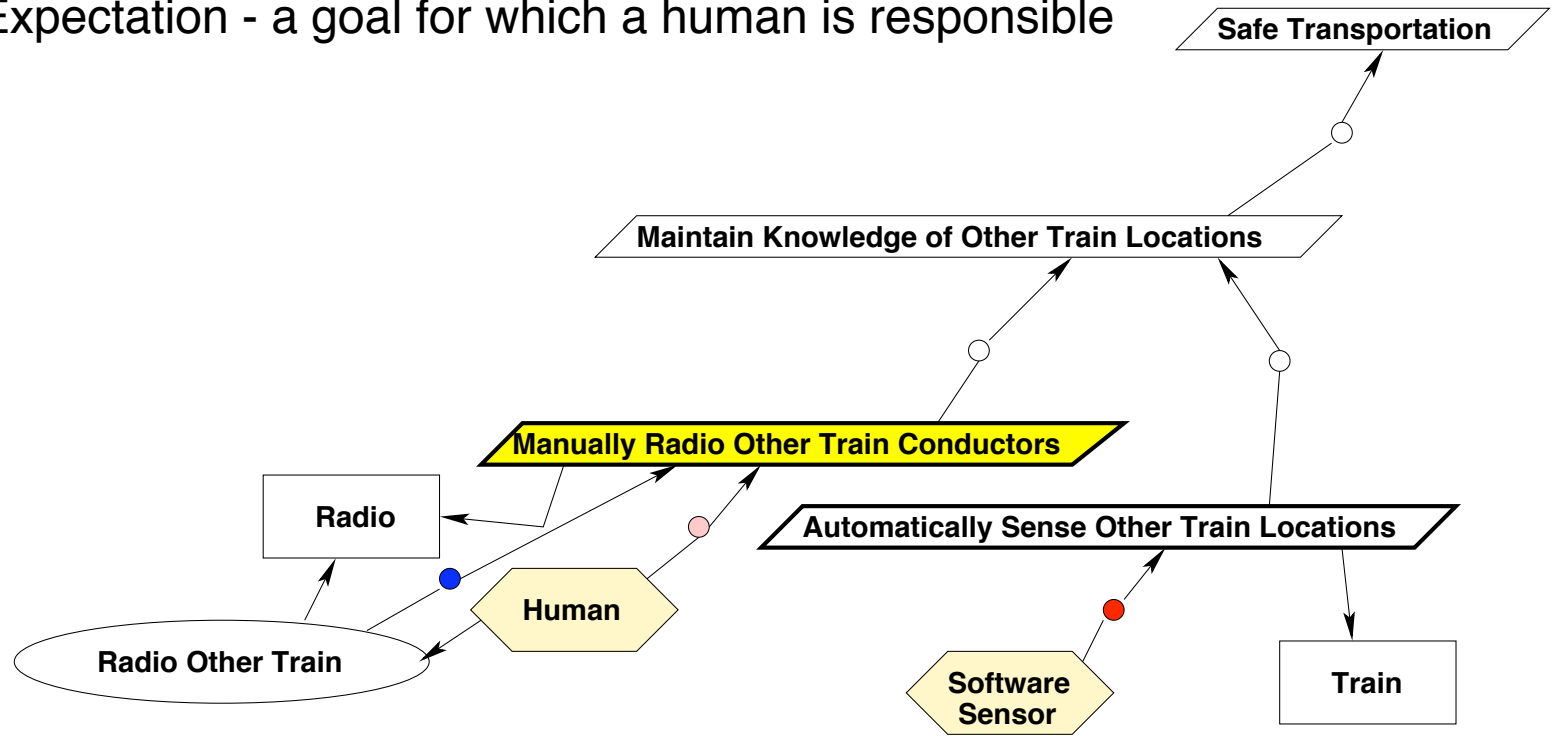 Expectation - a goal for which a human is responsible
Safe Transportation
Maintain Knowledge of Other Train Locations
Manually Radio Other Train Conductors
Radio
Automatically Sense Other Train Locations
Human
Radio Other Train
Software
Sensor
Train